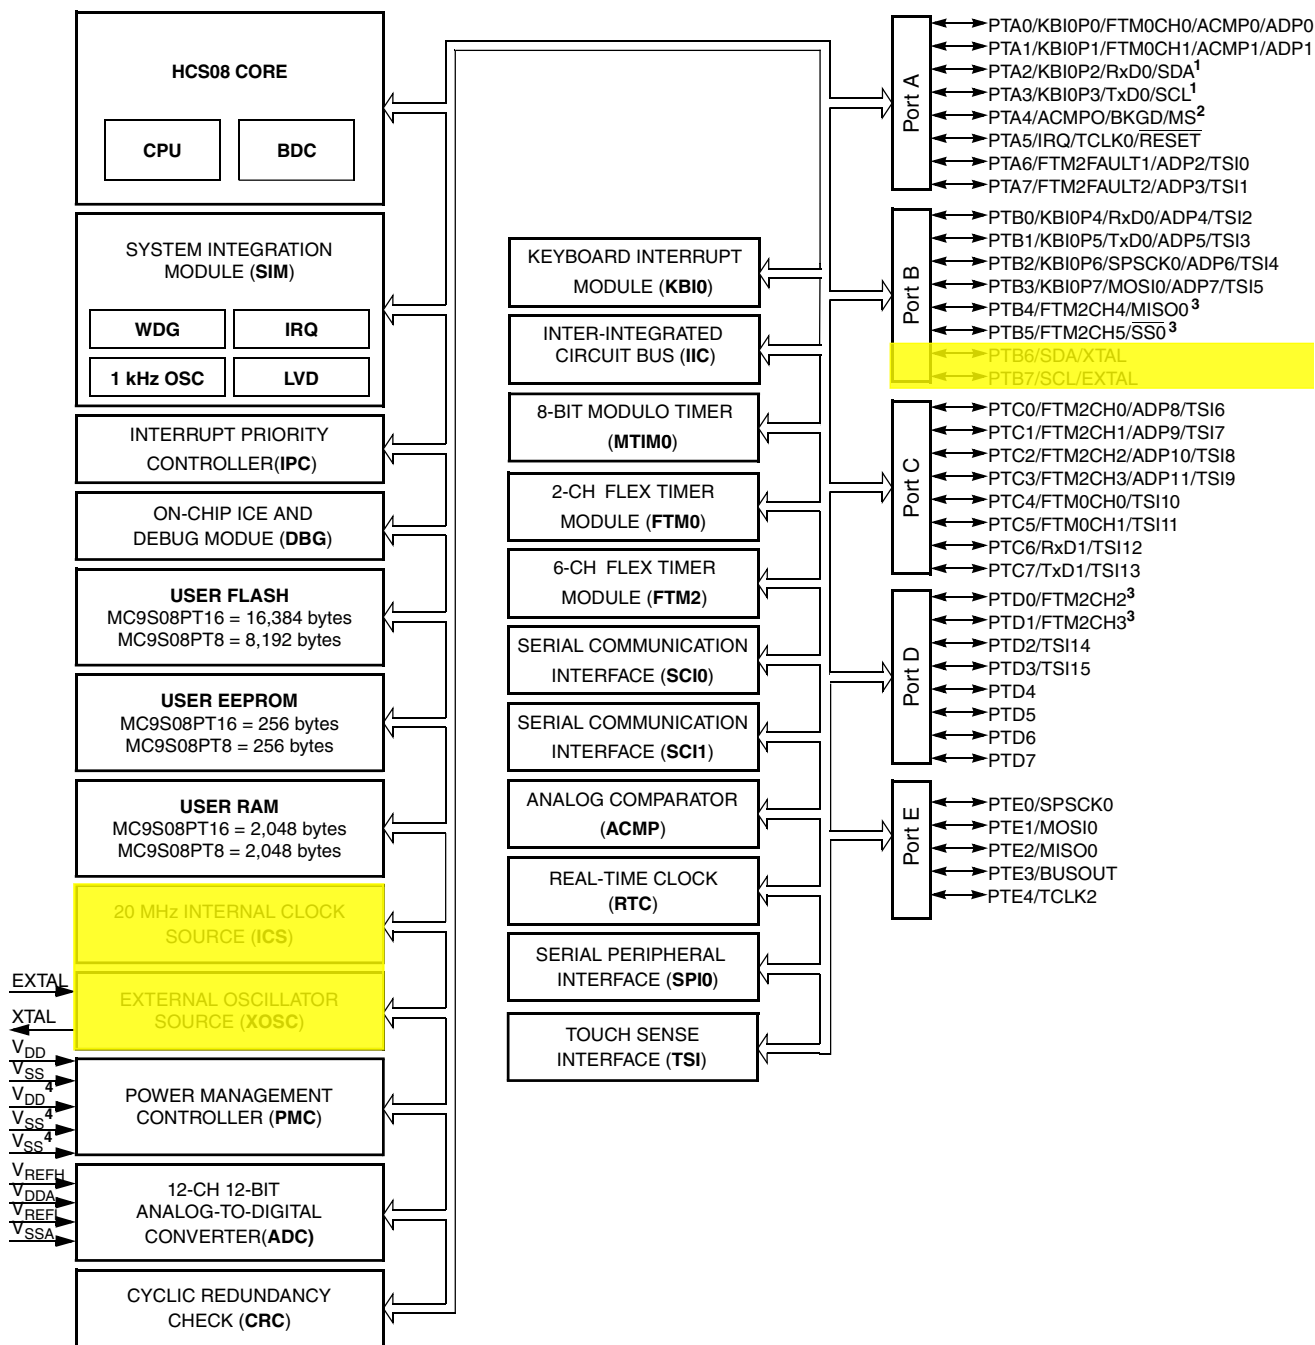 HCS08 CORE
CPU
BDC
SYSTEM INTEGRATION
MODULE (SIM)
WDG
IRQ
1 kHz OSC
LVD
INTERRUPT PRIORITY
CONTROLLER(IPC)
ON-CHIP ICE AND
DEBUG MODUE (DBG)
USER FLASH
MC9S08PT16 = 16,384 bytes
MC9S08PT8 = 8,192 bytes
USER EEPROM
MC9S08PT16 = 256 bytes
MC9S08PT8 = 256 bytes
USER RAM
MC9S08PT16 = 2,048 bytes
MC9S08PT8 = 2,048 bytes
20 MHz INTERNAL CLOCK
SOURCE (ICS)
EXTAL
XTAL
EXTERNAL OSCILLATOR
SOURCE (XOSC)
VDD
VSS
VDD4
VSS4
VSS4
POWER MANAGEMENT
CONTROLLER (PMC)
VREFH
VDDA
VREFL
VSSA
12-CH 12-BIT
ANALOG-TO-DIGITAL
CONVERTER(ADC)
CYCLIC REDUNDANCY
CHECK (CRC)
KEYBOARD INTERRUPT
MODULE (KBI0)
INTER-INTEGRATED
CIRCUIT BUS (IIC)
8-BIT MODULO TIMER
(MTIM0)
2-CH FLEX TIMER
MODULE (FTM0)
6-CH FLEX TIMER
MODULE (FTM2)
SERIAL COMMUNICATION
INTERFACE (SCI0)
SERIAL COMMUNICATION
INTERFACE (SCI1)
ANALOG COMPARATOR
(ACMP)
REAL-TIME CLOCK
(RTC)
SERIAL PERIPHERAL
INTERFACE (SPI0)
TOUCH SENSE
INTERFACE (TSI)
Port A
PTA0/KBI0P0/FTM0CH0/ACMP0/ADP0
PTA1/KBI0P1/FTM0CH1/ACMP1/ADP1
PTA2/KBI0P2/RxD0/SDA1
PTA3/KBI0P3/TxD0/SCL1
PTA4/ACMPO/BKGD/MS2
PTA5/IRQ/TCLK0/RESET
PTA6/FTM2FAULT1/ADP2/TSI0
PTA7/FTM2FAULT2/ADP3/TSI1
Port B
PTB0/KBI0P4/RxD0/ADP4/TSI2
PTB1/KBI0P5/TxD0/ADP5/TSI3
PTB2/KBI0P6/SPSCK0/ADP6/TSI4
PTB3/KBI0P7/MOSI0/ADP7/TSI5
PTB4/FTM2CH4/MISO0 3
PTB5/FTM2CH5/SS0 3
PTB6/SDA/XTAL
PTB7/SCL/EXTAL
Port C
PTC0/FTM2CH0/ADP8/TSI6
PTC1/FTM2CH1/ADP9/TSI7
PTC2/FTM2CH2/ADP10/TSI8
PTC3/FTM2CH3/ADP11/TSI9
PTC4/FTM0CH0/TSI10
PTC5/FTM0CH1/TSI11
PTC6/RxD1/TSI12
PTC7/TxD1/TSI13
Port D
PTD0/FTM2CH23
PTD1/FTM2CH33
PTD2/TSI14
PTD3/TSI15
PTD4
PTD5
PTD6
PTD7
Port E
PTE0/SPSCK0
PTE1/MOSI0
PTE2/MISO0
PTE3/BUSOUT
PTE4/TCLK2